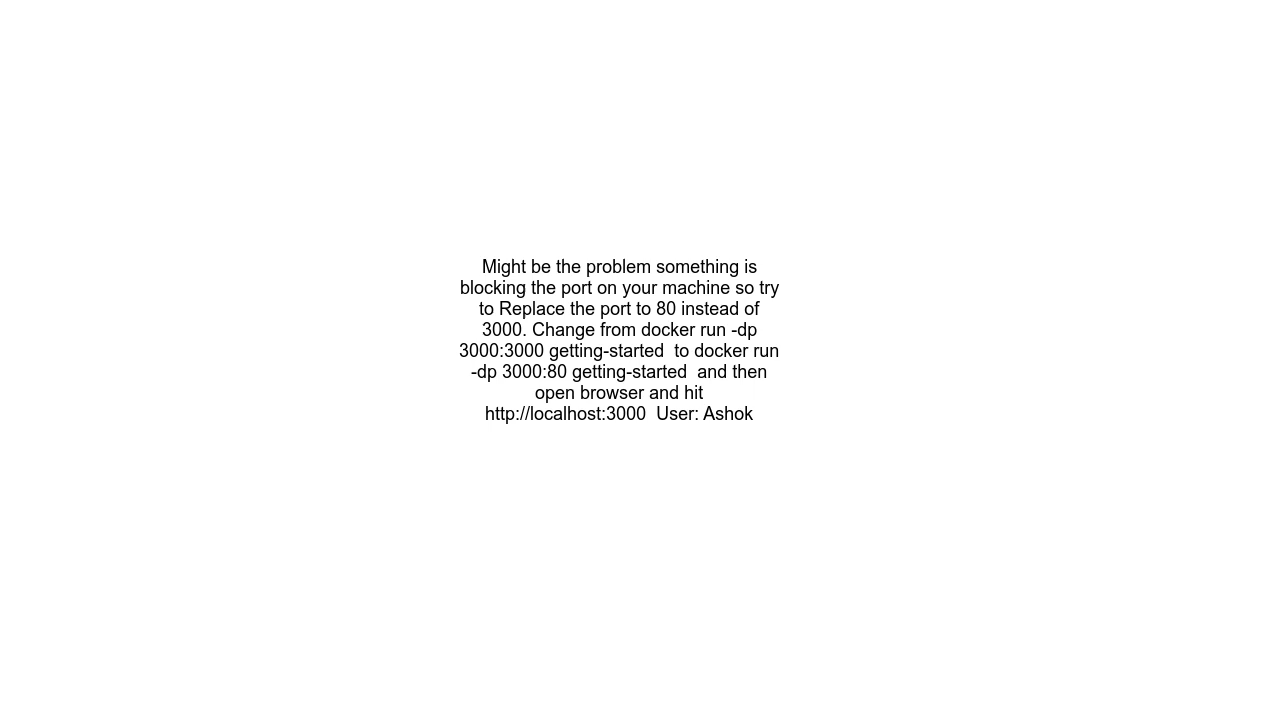 Might be the problem something is
blocking the port on your machine so try
to Replace the port to 80 instead of
3000. Change from docker run -dp
3000:3000 getting-started  to docker run
-dp 3000:80 getting-started  and then
open browser and hit
http://localhost:3000  User: Ashok